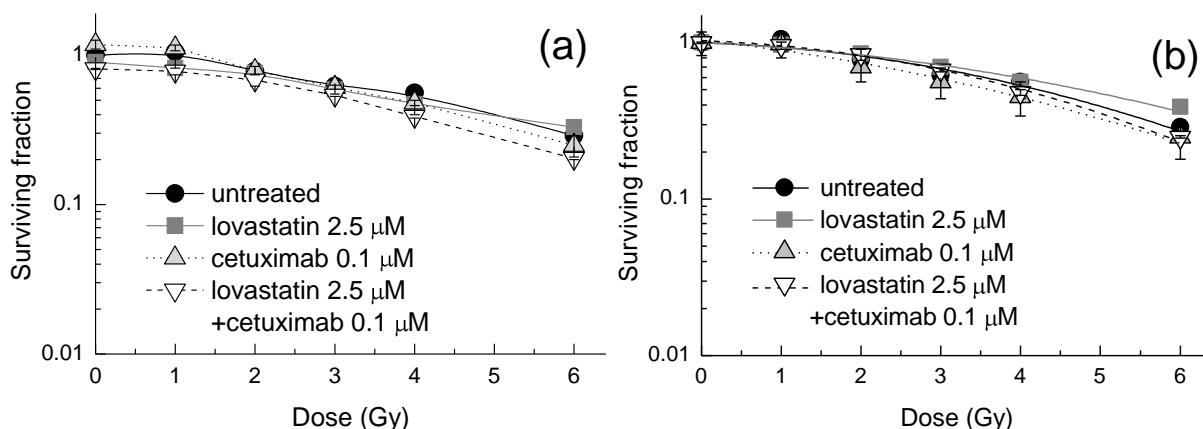 (a)
1
0.1
0.01
Surviving fraction
untreated
lovastatin 2.5 μM
cetuximab 0.1 μM
lovastatin 2.5 μM
+cetuximab 0.1 μM
0 1 2 3 4 5 6
Dose (Gy)
(b)
1
0.1
0.01
Surviving fraction
untreated
lovastatin 2.5 μM
cetuximab 0.1 μM
lovastatin 2.5 μM
+cetuximab 0.1 μM
0 1 2 3 4 5 6
Dose (Gy)